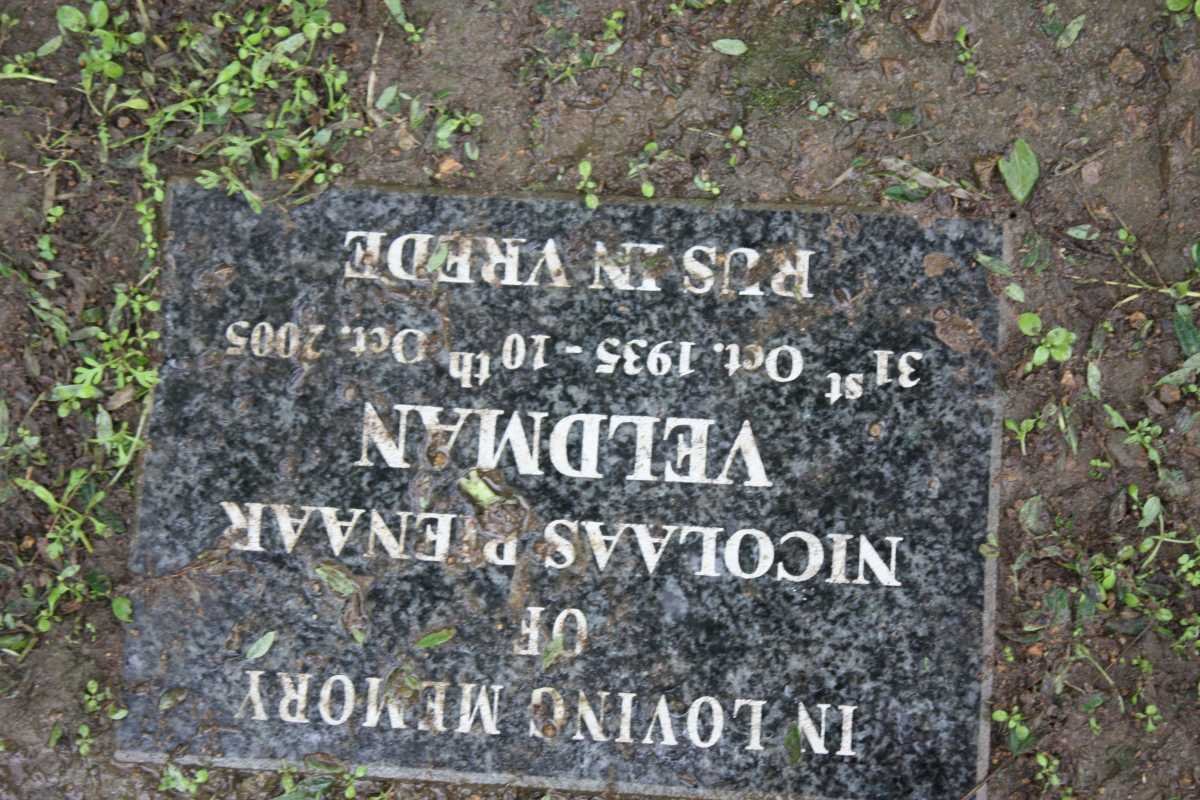 IN LOVING MEMORY
OF
NICOLAAS PIENAAR
VELDMAN
31st Oct. 1935 - 10th Oct. 2005
RUS IN VREDE